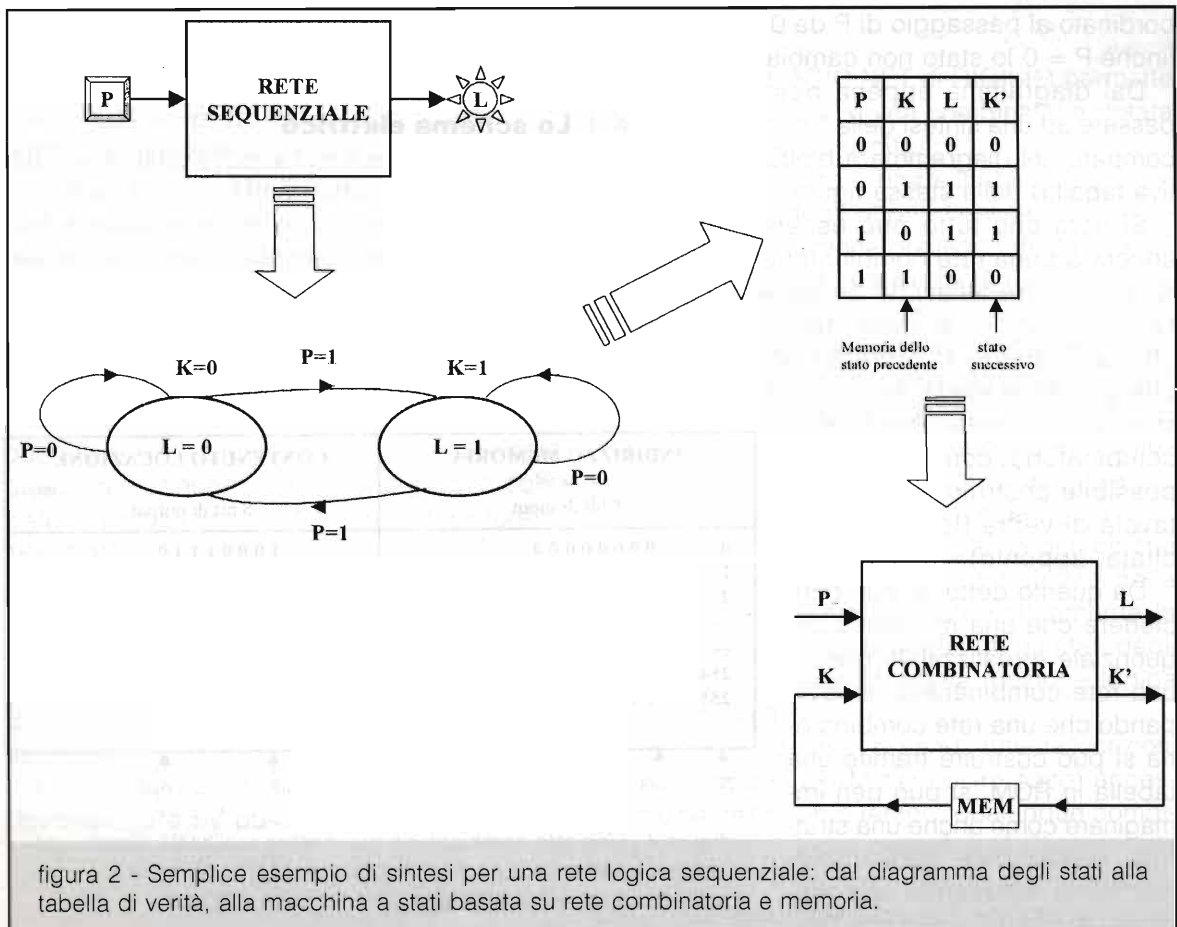 P
RETE
SEQUENZIALE
L
P K L K'
0 0 0 0
0 1 1 1
1 0 1 1
1 1 0 0
Memoria dello
stato precedente
stato
successivo
K=0
P=1
K=1
P=0
L = 0
L = 1
P=0
P=1
P
K
RETE
COMBINATORIA
L
K'
MEM
figura 2 - Semplice esempio di sintesi per una rete logica sequenziale: dal diagramma degli stati alla
tabella di verità, alla macchina a stati basata su rete combinatoria e memoria.